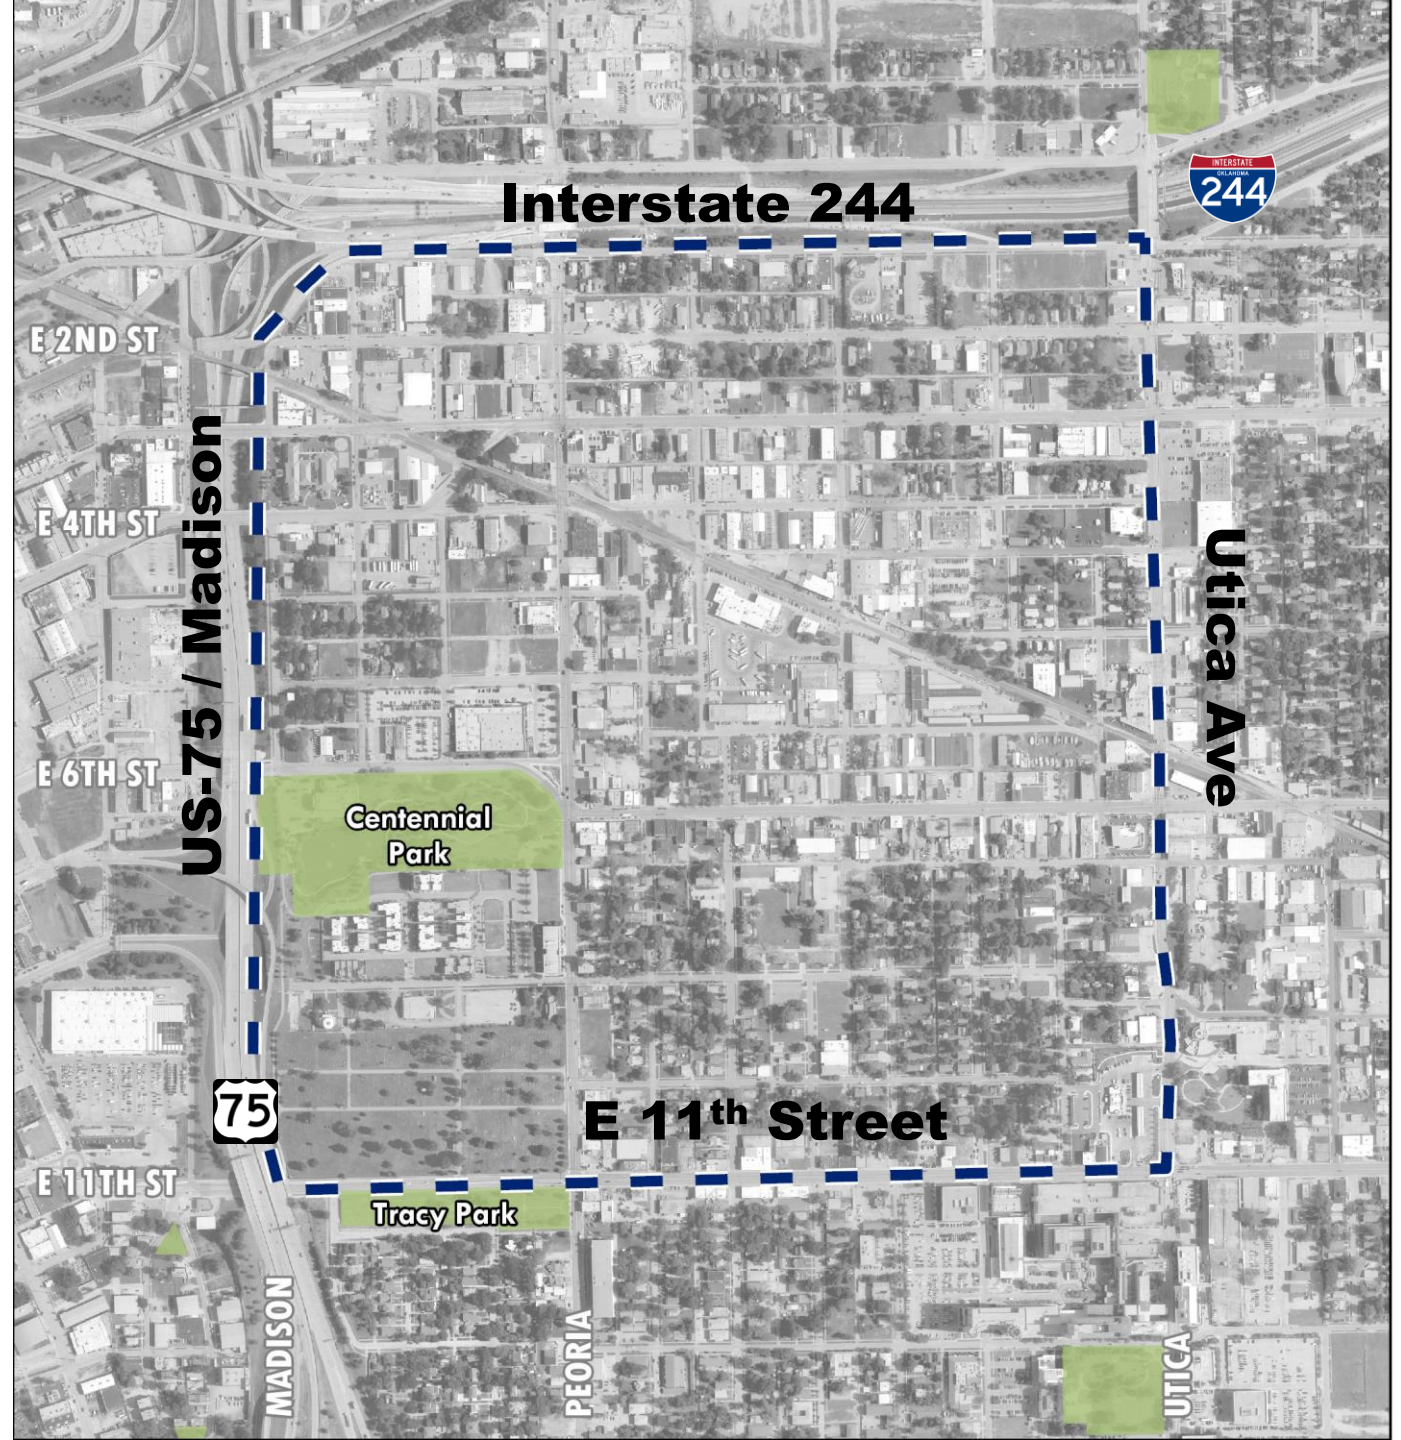 INTERSTATE
OKLAHOMA
244
Interstate 244
E 2ND ST
US-75 / Madison
E 4TH ST
Utica Ave
E 6TH ST
Centennial
Park
75
E 11th Street
E 11TH ST
Tracy Park
MADISON
PEORIA
UTICA